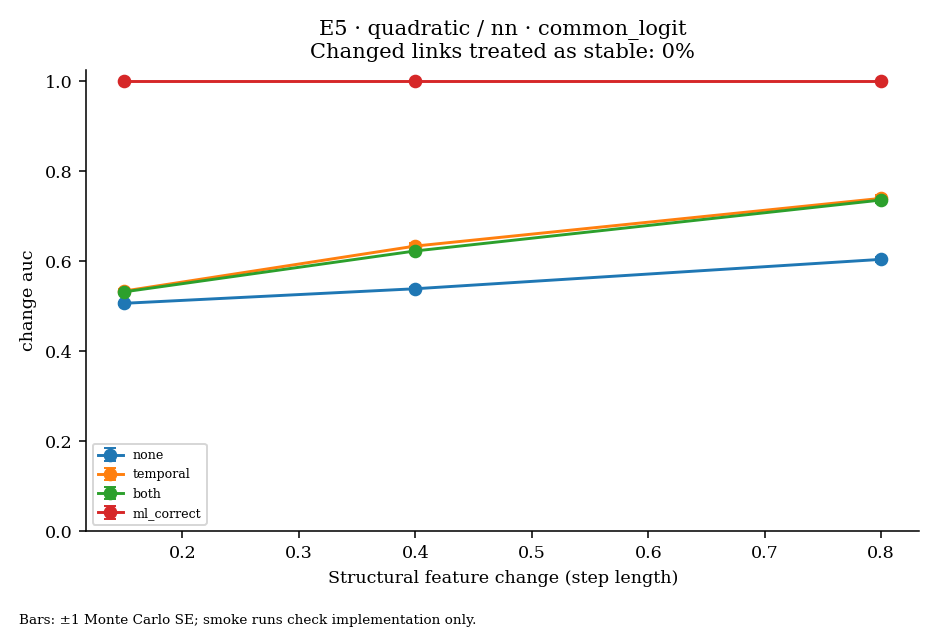 E5 · quadratic / nn · common_logit
Changed links treated as stable: 0%
1.0
0.8
0.6
0.4
0.2
0.0
change auc
none
temporal
both
ml_correct
0.2 0.3 0.4 0.5 0.6 0.7 0.8
Structural feature change (step length)
Bars: ±1 Monte Carlo SE; smoke runs check implementation only.